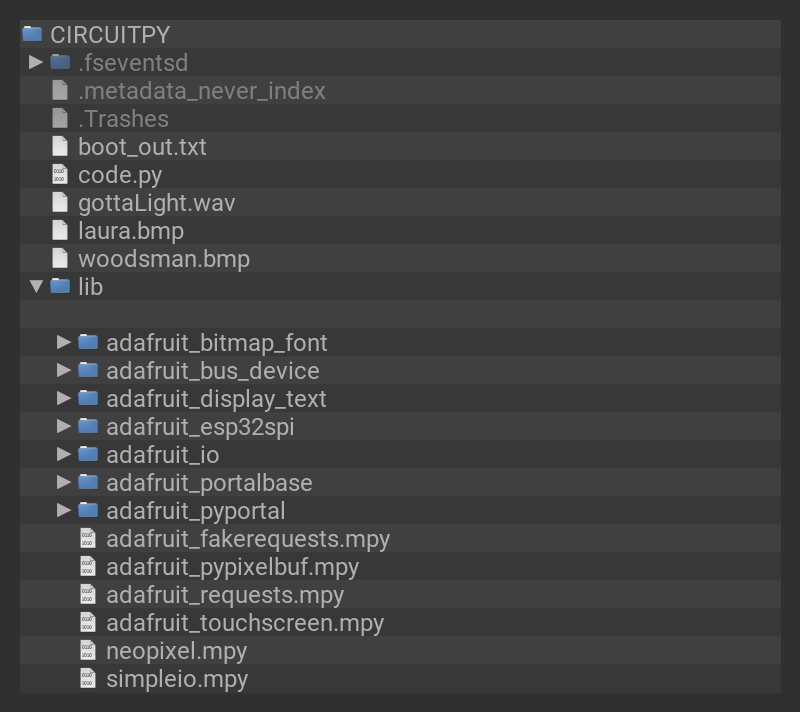 CIRCUITPY
.fseventsd
.metadata_never_index
.Trashes
boot_out.txt
code.py
gottaLight.wav
laura.bmp
woodsman.bmp
lib
adafruit_bitmap_font
adafruit_bus_device
adafruit_display_text
adafruit_esp32spi
adafruit_io
adafruit_portalbase
adafruit_pyportal
adafruit_fakerequests.mpy
adafruit_pypixelbuf.mpy
adafruit_requests.mpy
adafruit_touchscreen.mpy
neopixel.mpy
simpleio.mpy